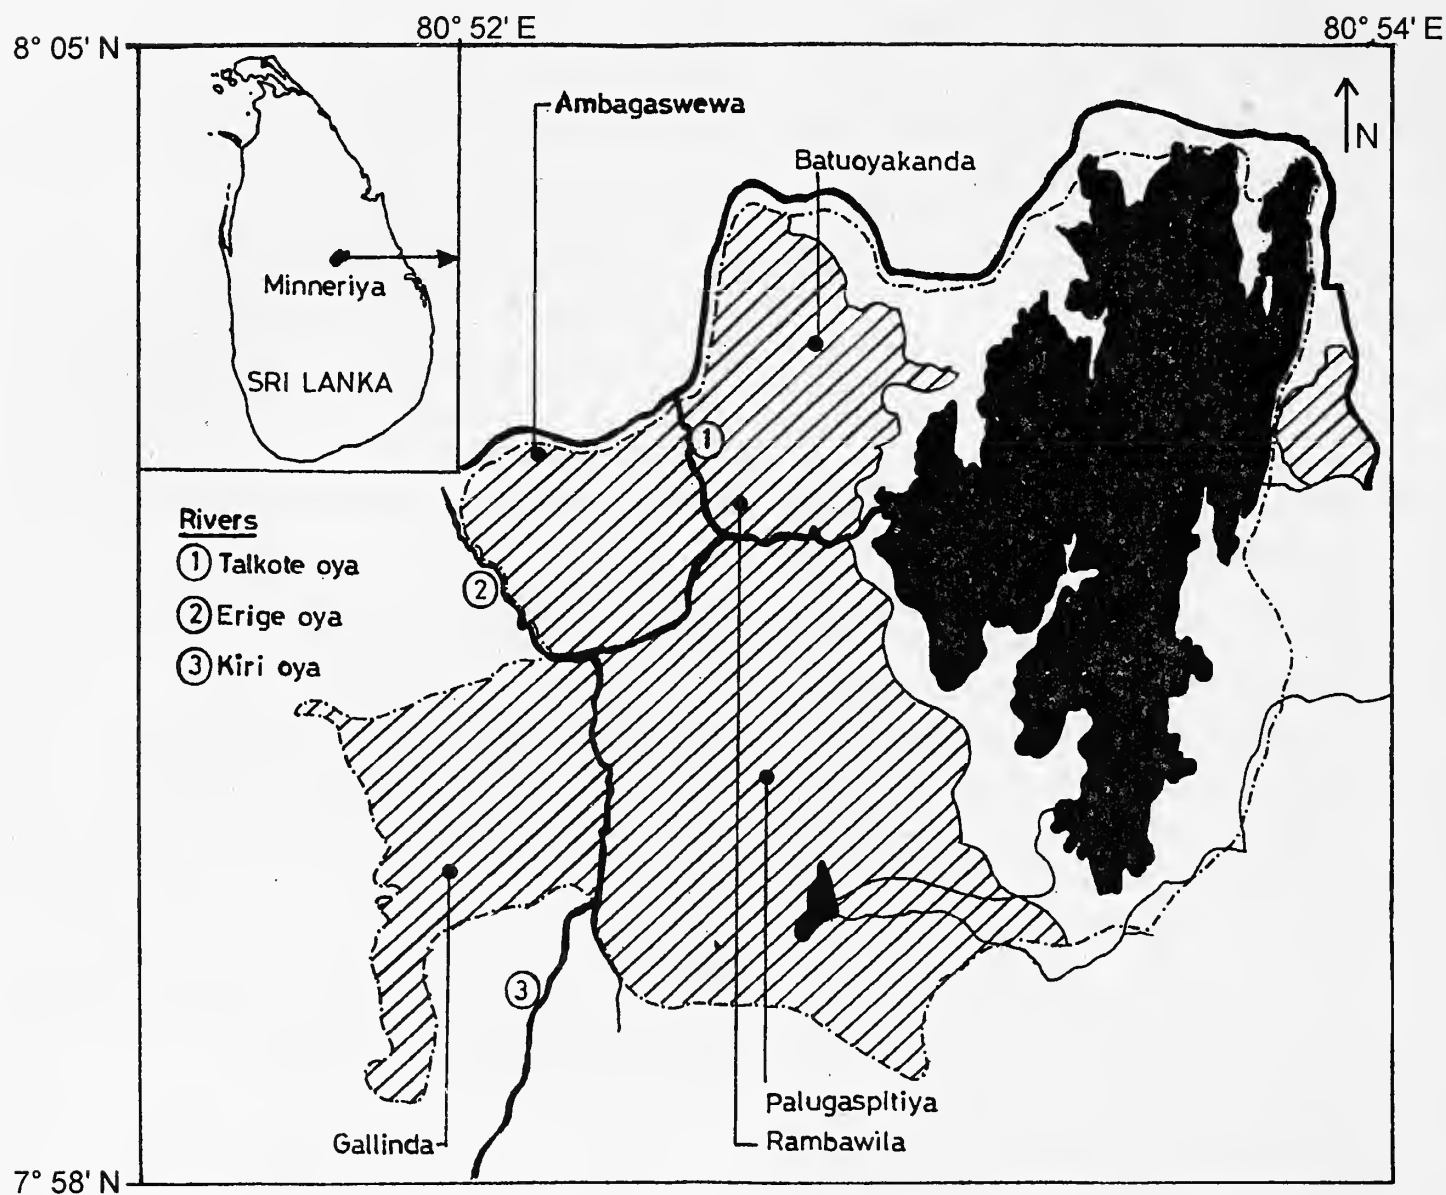 80° 52' E
80° 54' E
8° 05' N
N
Ambagaswewa
Batuoyakanda
Minneriya
SRI LANKA
1
Rivers
1 Talkote oya
2
2 Erige oya
3 Kiri oya
3
Palugaspitiya
Gallinda
Rambawila
7° 58' N